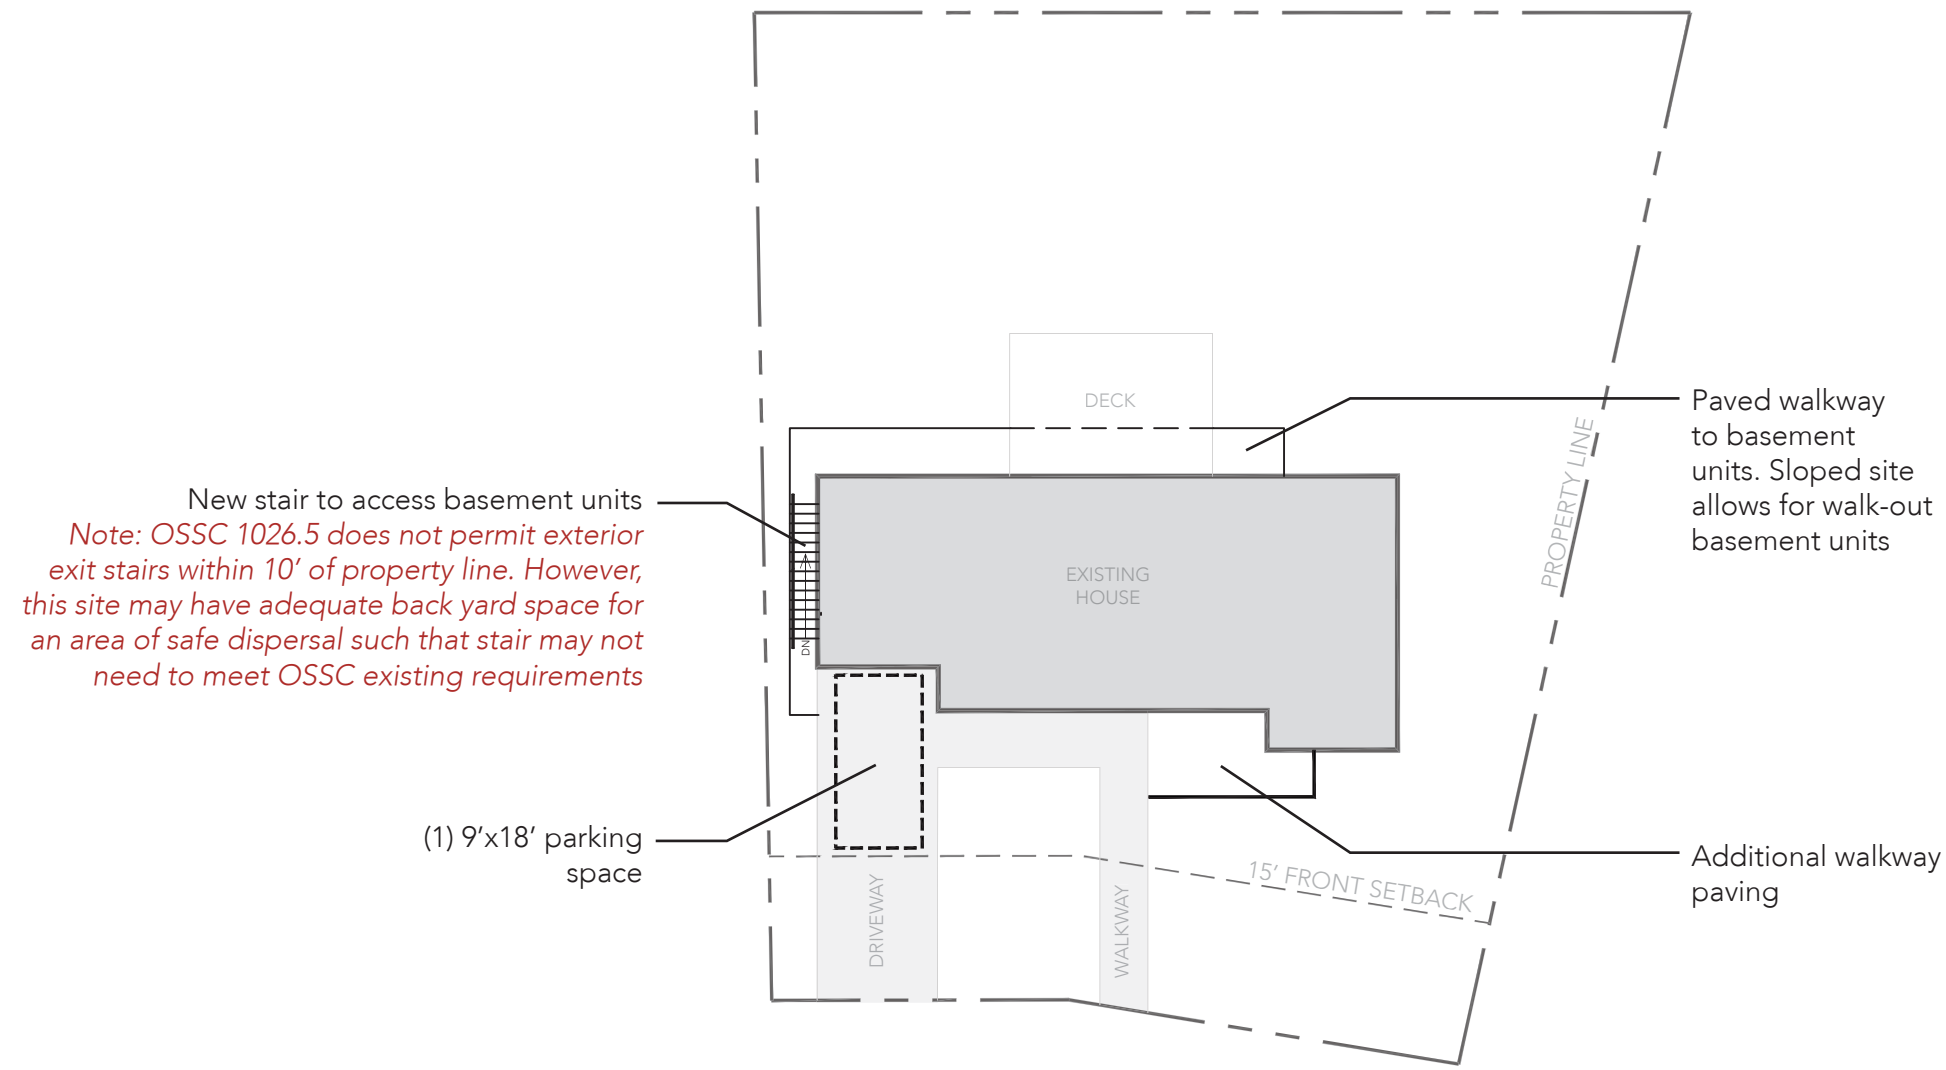 DECK
Paved walkway
to basement
units. Sloped site
allows for walk-out
basement units
PROPERTY LINE
New stair to access basement units
Note: OSSC 1026.5 does not permit exterior
exit stairs within 10’ of property line. However,
this site may have adequate back yard space for
an area of safe dispersal such that stair may not
need to meet OSSC existing requirements
DN
EXISTING
HOUSE
(1) 9’x18’ parking
space
Additional walkway
paving
15’ FRONT SETBACK
DRIVEWAY
WALKWAY